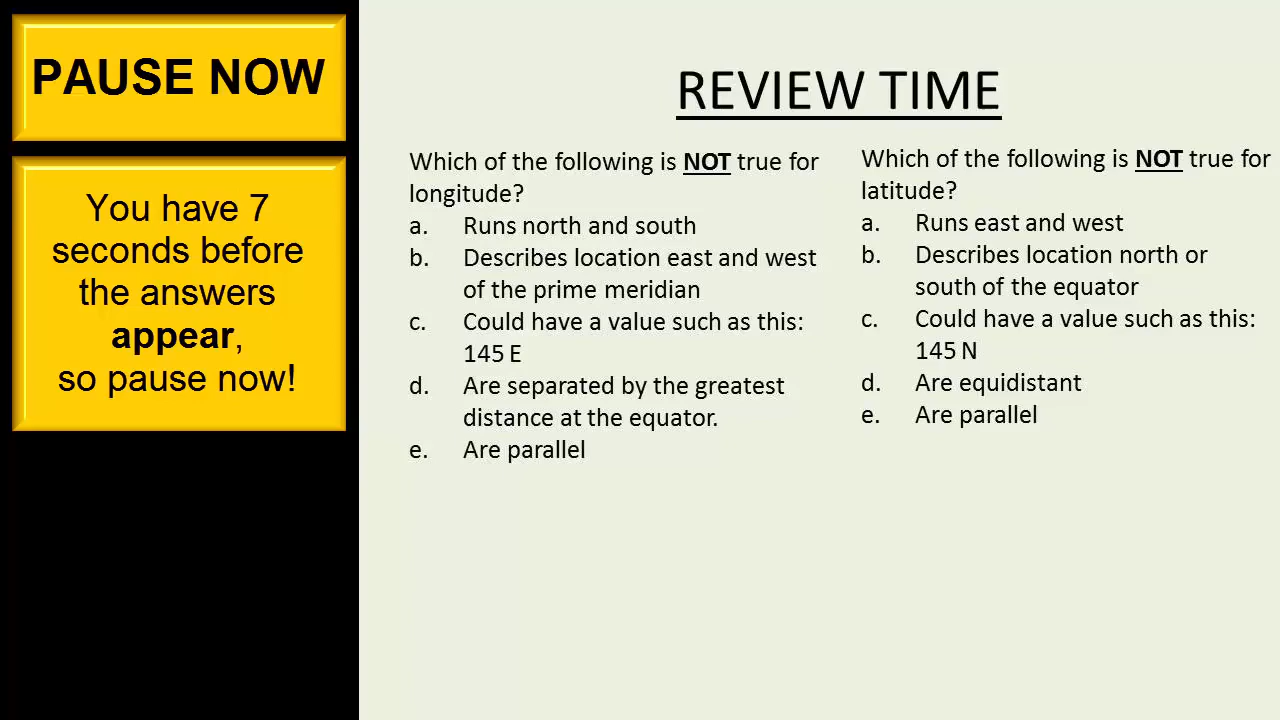 PAUSE NOW
You have 7
seconds before
the answers
appear,
so pause now!
REVIEW TIME
Which of the following is NOT true for
longitude?
a. Runs north and south
b. Describes location east and west
of the prime meridian
c. Could have a value such as this:
145 E
d. Are separated by the greatest
distance at the equator.
e. Are parallel
Which of the following is NOT true for
latitude?
a. Runs east and west
b. Describes location north or
south of the equator
c. Could have a value such as this:
145 N
d. Are equidistant
e. Are parallel